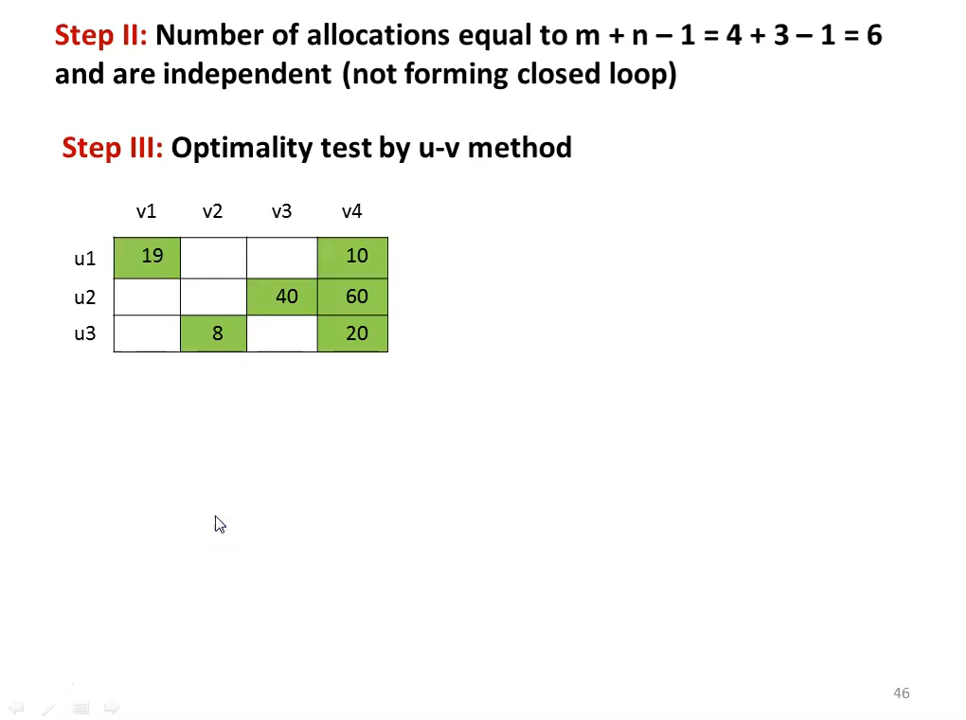 Step II: Number of allocations equal to m + n – 1 = 4 + 3 – 1 = 6
and are independent (not forming closed loop)
Step III: Optimality test by u-v method
v1 v2 v3 v4
u1 19 10
u2 40 60
u3 8 20
46